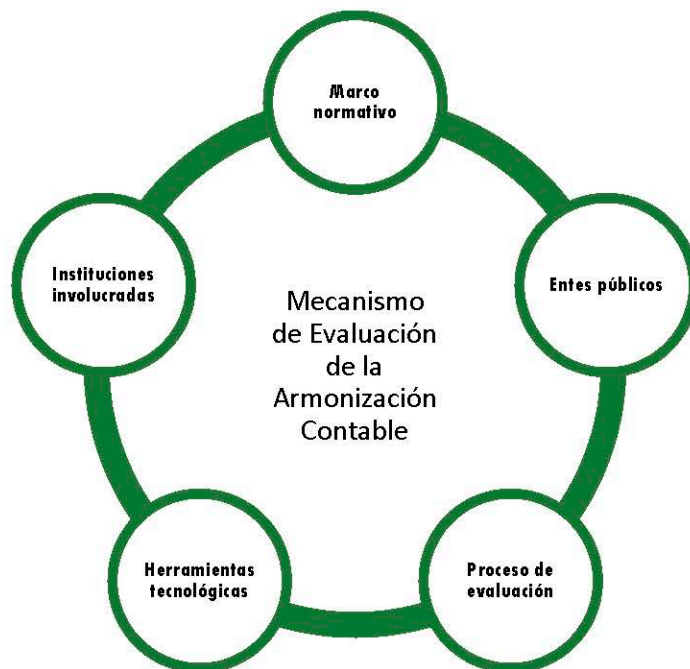 Marco
normativo
Entes públicos
Proceso de
evaluación
Herramientas
tecnológicas
Instituciones
involucradas
Mecanismo
de Evaluación
de la
Armonización
Contable